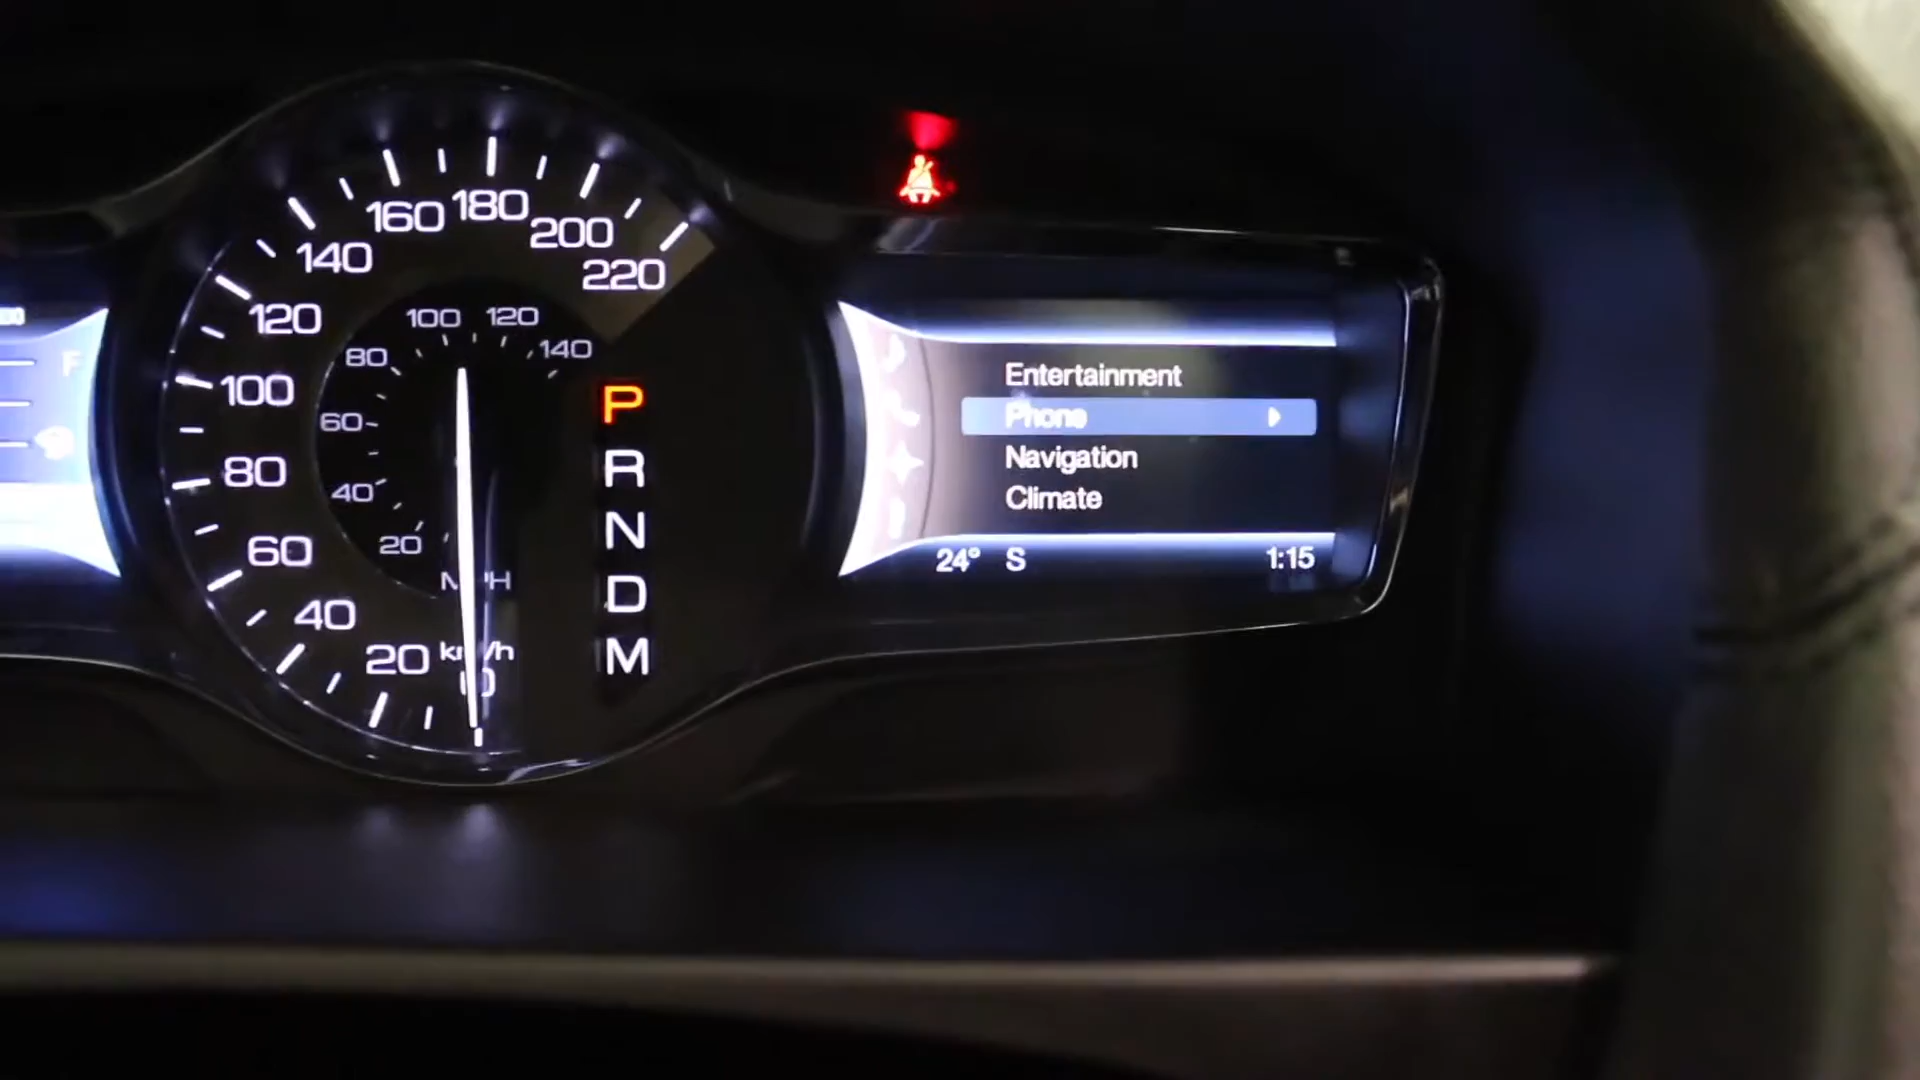 160 180
200
140
220
120
100 120
80
140
100
60
80
40
60
20
MPH
40
20
km/h
0
P
R
N
D
M
F
Entertainment
Phone
Navigation
Climate
24° S 1:15